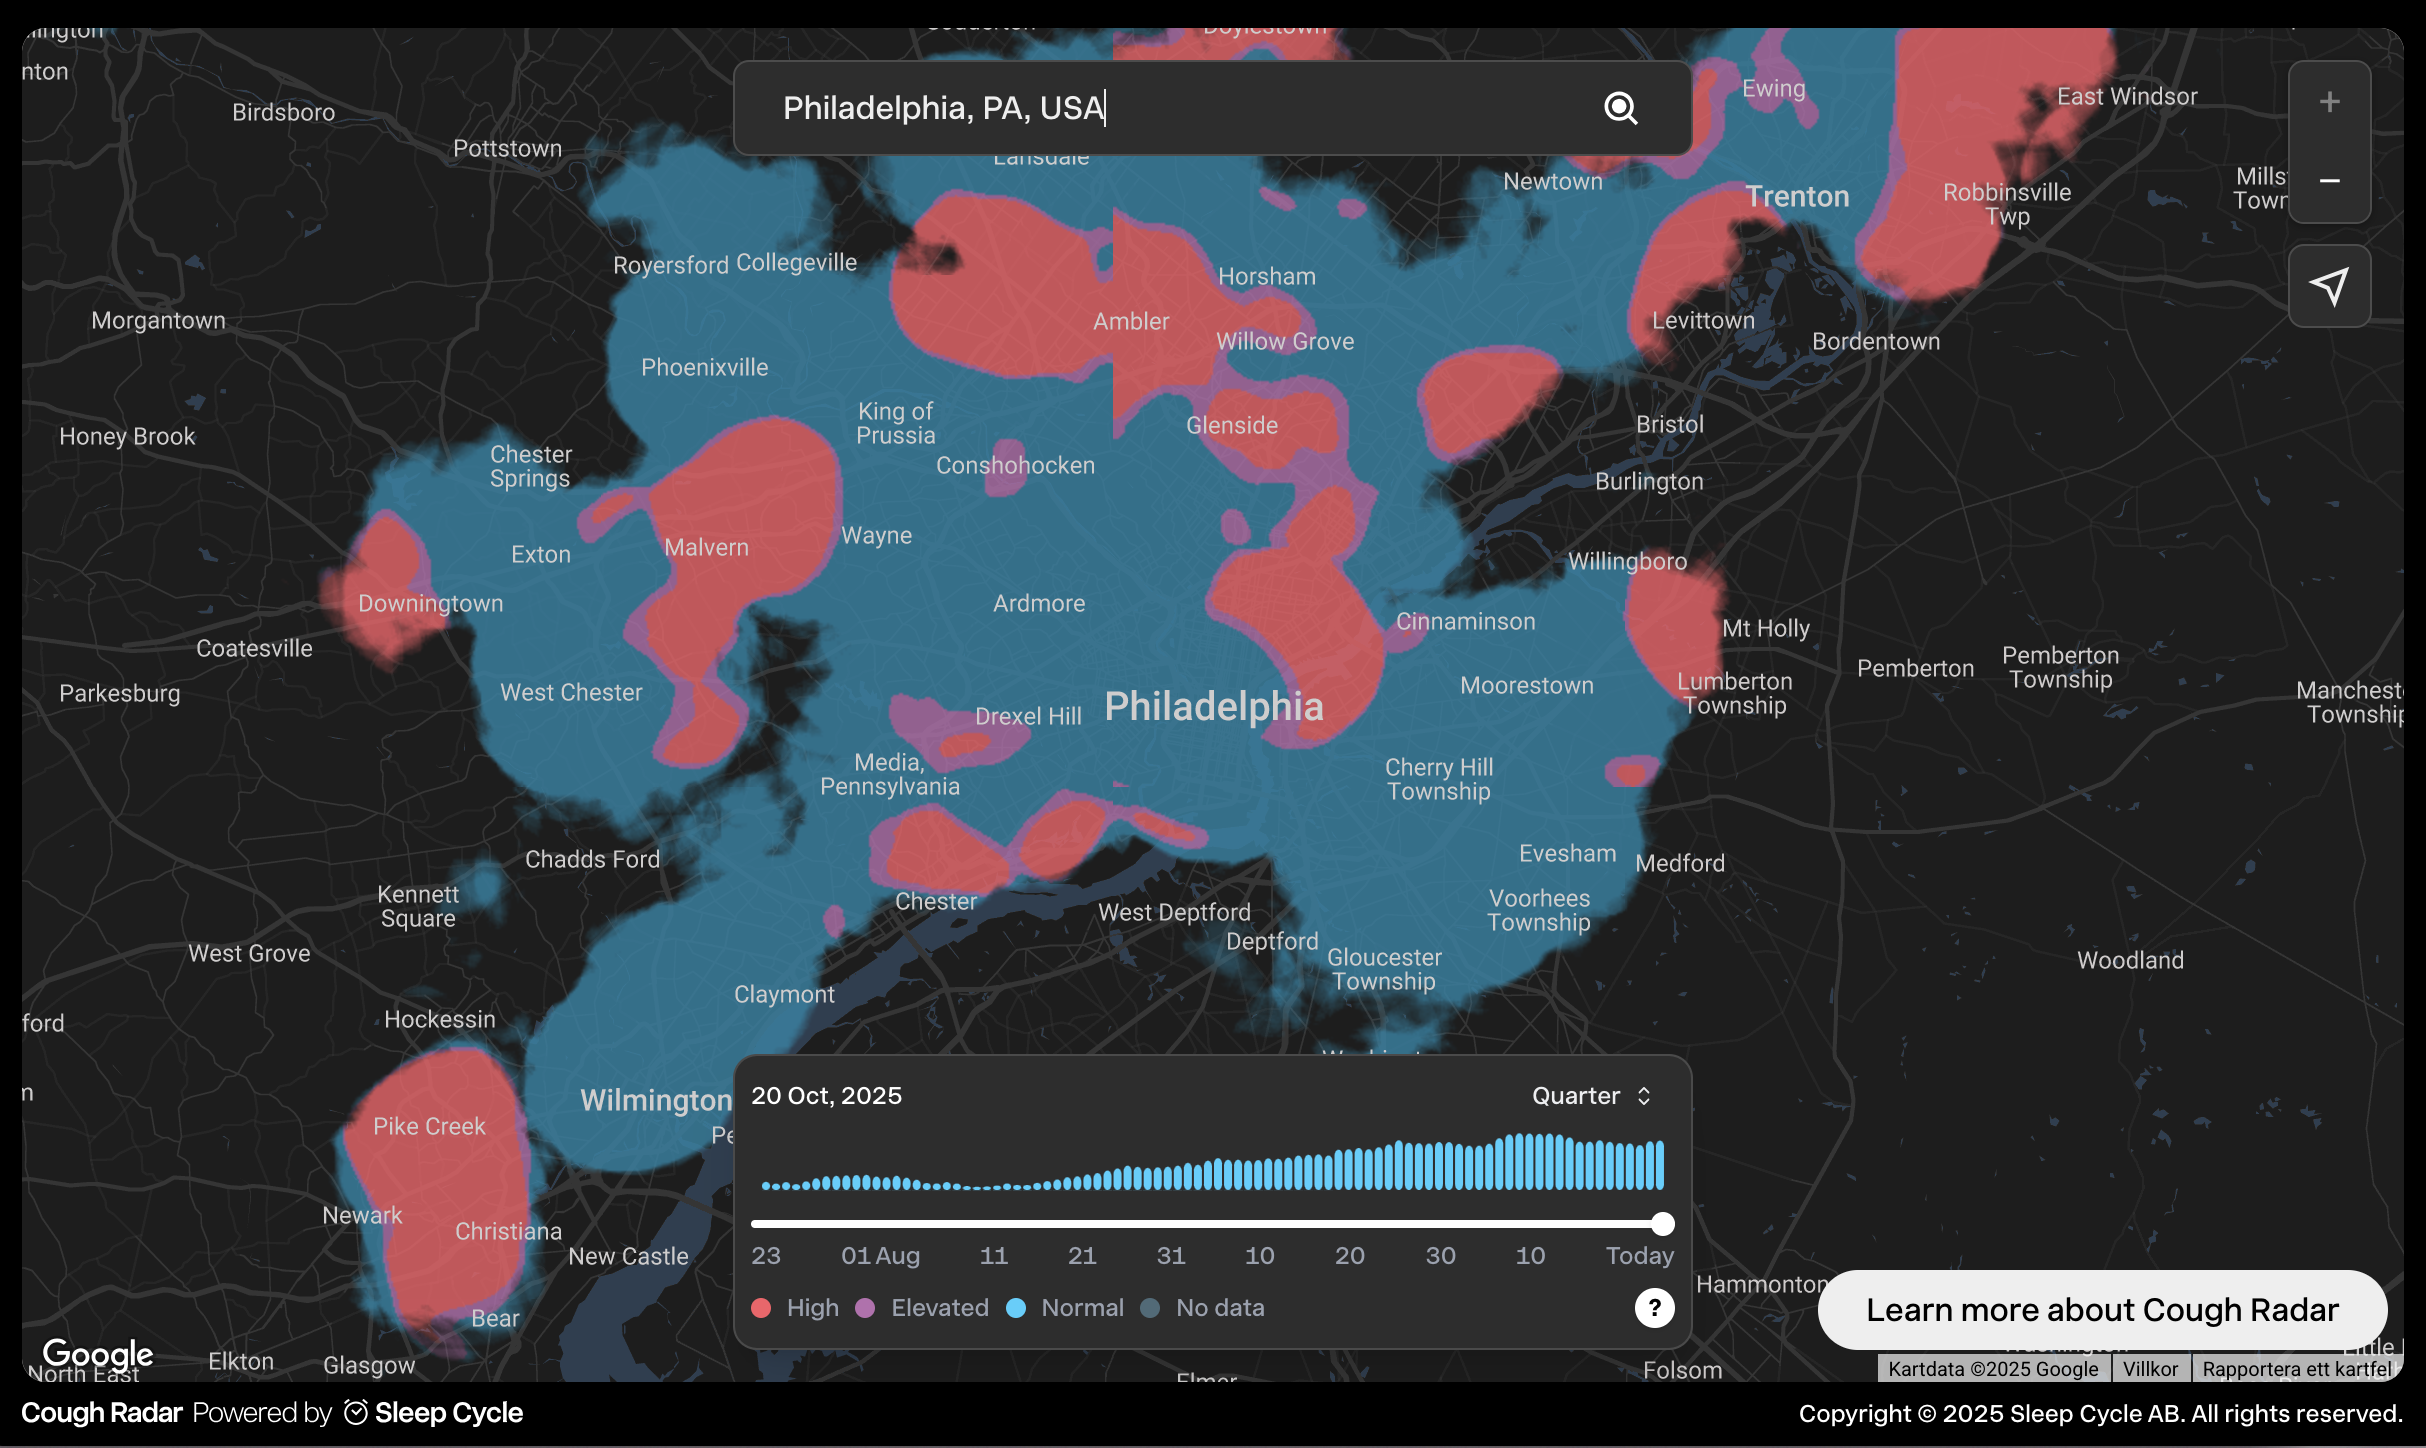 Doylestown
nton
Philadelphia, PA, USA
Ewing
East Windsor
Birdsboro
Pottstown
Lansdale
Newtown
Trenton
Robbinsville
Twp
Royersford
Collegeville
Horsham
Morgantown
Ambler
Willow Grove
Levittown
Bordentown
Phoenixville
King of
Prussia
Honey Brook
Glenside
Bristol
Chester
Springs
Conshohocken
Burlington
Exton
Malvern
Wayne
Willingboro
Downingtown
Ardmore
Cinnaminson
Mt Holly
Coatesville
Pemberton
Pemberton
Township
Parkesburg
West Chester
Drexel Hill
Philadelphia
Moorestown
Lumberton
Township
Media,
Pennsylvania
Cherry Hill
Township
Chadds Ford
Evesham
Medford
Kennett
Square
Chester
West Deptford
Voorhees
Township
West Grove
Deptford
Gloucester
Township
Woodland
Claymont
ford
Hockessin
Wilmington
Pike Creek
Newark
Christiana
New Castle
Bear
Hammonton
Google
North East
Elkton
Glasgow
Folsom
20 Oct, 2025
Quarter
23 01 Aug 11 21 31 10 20 30 10 Today
High Elevated Normal No data
?
Learn more about Cough Radar
Kartdata ©2025 Google Villkor Rapportera ett kartfel
Cough Radar Powered by Sleep Cycle
Copyright © 2025 Sleep Cycle AB. All rights reserved.